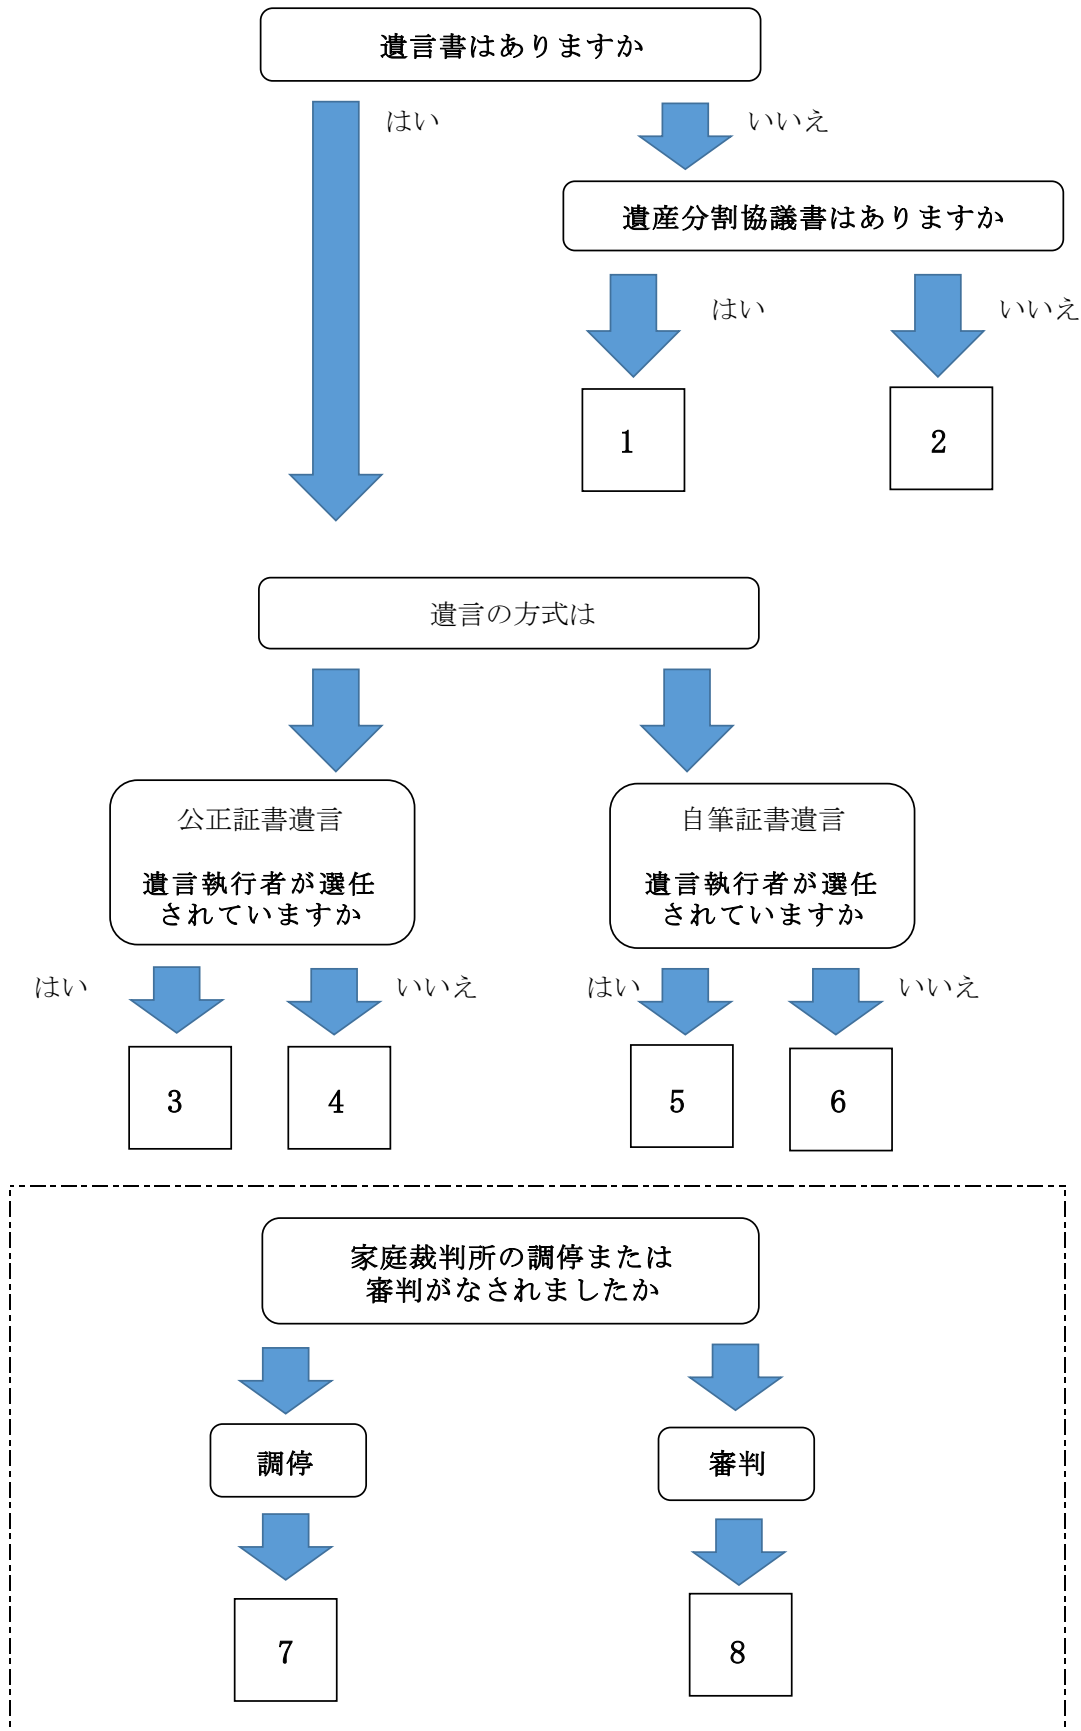 遺言書はありますか
はい
いいえ
遺産分割協議書はありますか
はい
いいえ
1
2
遺言の方式は
公正証書遺言
遺言執行者が選任
されていますか
自筆証書遺言
遺言執行者が選任
されていますか
はい
いいえ
はい
いいえ
3
4
5
6
家庭裁判所の調停または
審判がなされましたか
調停
審判
7
8